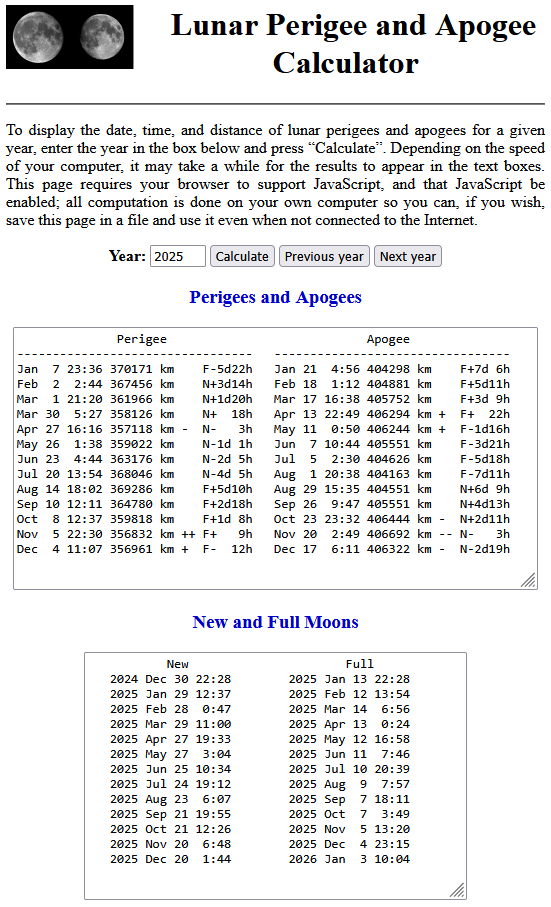 Lunar Perigee and Apogee
Calculator
To display the date, time, and distance of lunar perigees and apogees for a given
year, enter the year in the box below and press “Calculate”. Depending on the speed
of your computer, it may take a while for the results to appear in the text boxes.
This page requires your browser to support JavaScript, and that JavaScript be
enabled; all computation is done on your own computer so you can, if you wish,
save this page in a file and use it even when not connected to the Internet.
Year: 2025 Calculate Previous year Next year
Perigees and Apogees
Perigee Apogee
--------------------------------- ---------------------------------
Jan 7 23:36 370171 km F-5d22h Jan 21 4:56 404298 km F+7d 6h
Feb 2 2:44 367456 km N+3d14h Feb 18 1:12 404881 km F+5d11h
Mar 1 21:20 361966 km N+1d20h Mar 17 16:38 405752 km F+3d 9h
Mar 30 5:27 358126 km N+ 18h Apr 13 22:49 406294 km + F+ 22h
Apr 27 16:16 357118 km - N- 3h May 11 0:50 406244 km + F-1d16h
May 26 1:38 359022 km N-1d 1h Jun 7 10:44 405551 km F-3d21h
Jun 23 4:44 363176 km N-2d 5h Jul 5 2:30 404626 km F-5d18h
Jul 20 13:54 368046 km N-4d 5h Aug 1 20:38 404163 km F-7d11h
Aug 14 18:02 369286 km F+5d10h Aug 29 15:35 404551 km N+6d 9h
Sep 10 12:11 364780 km F+2d18h Sep 26 9:47 405551 km N+4d13h
Oct 8 12:37 359818 km F+1d 8h Oct 23 23:32 406444 km - N+2d11h
Nov 5 22:30 356832 km ++ F+ 9h Nov 20 2:49 406692 km -- N- 3h
Dec 4 11:07 356961 km + F- 12h Dec 17 6:11 406322 km - N-2d19h
New and Full Moons
New Full
2024 Dec 30 22:28 2025 Jan 13 22:28
2025 Jan 29 12:37 2025 Feb 12 13:54
2025 Feb 28 0:47 2025 Mar 14 6:56
2025 Mar 29 11:00 2025 Apr 13 0:24
2025 Apr 27 19:33 2025 May 12 16:58
2025 May 27 3:04 2025 Jun 11 7:46
2025 Jun 25 10:34 2025 Jul 10 20:39
2025 Jul 24 19:12 2025 Aug 9 7:57
2025 Aug 23 6:07 2025 Sep 7 18:11
2025 Sep 21 19:55 2025 Oct 7 3:49
2025 Oct 21 12:26 2025 Nov 5 13:20
2025 Nov 20 6:48 2025 Dec 4 23:15
2025 Dec 20 1:44 2026 Jan 3 10:04